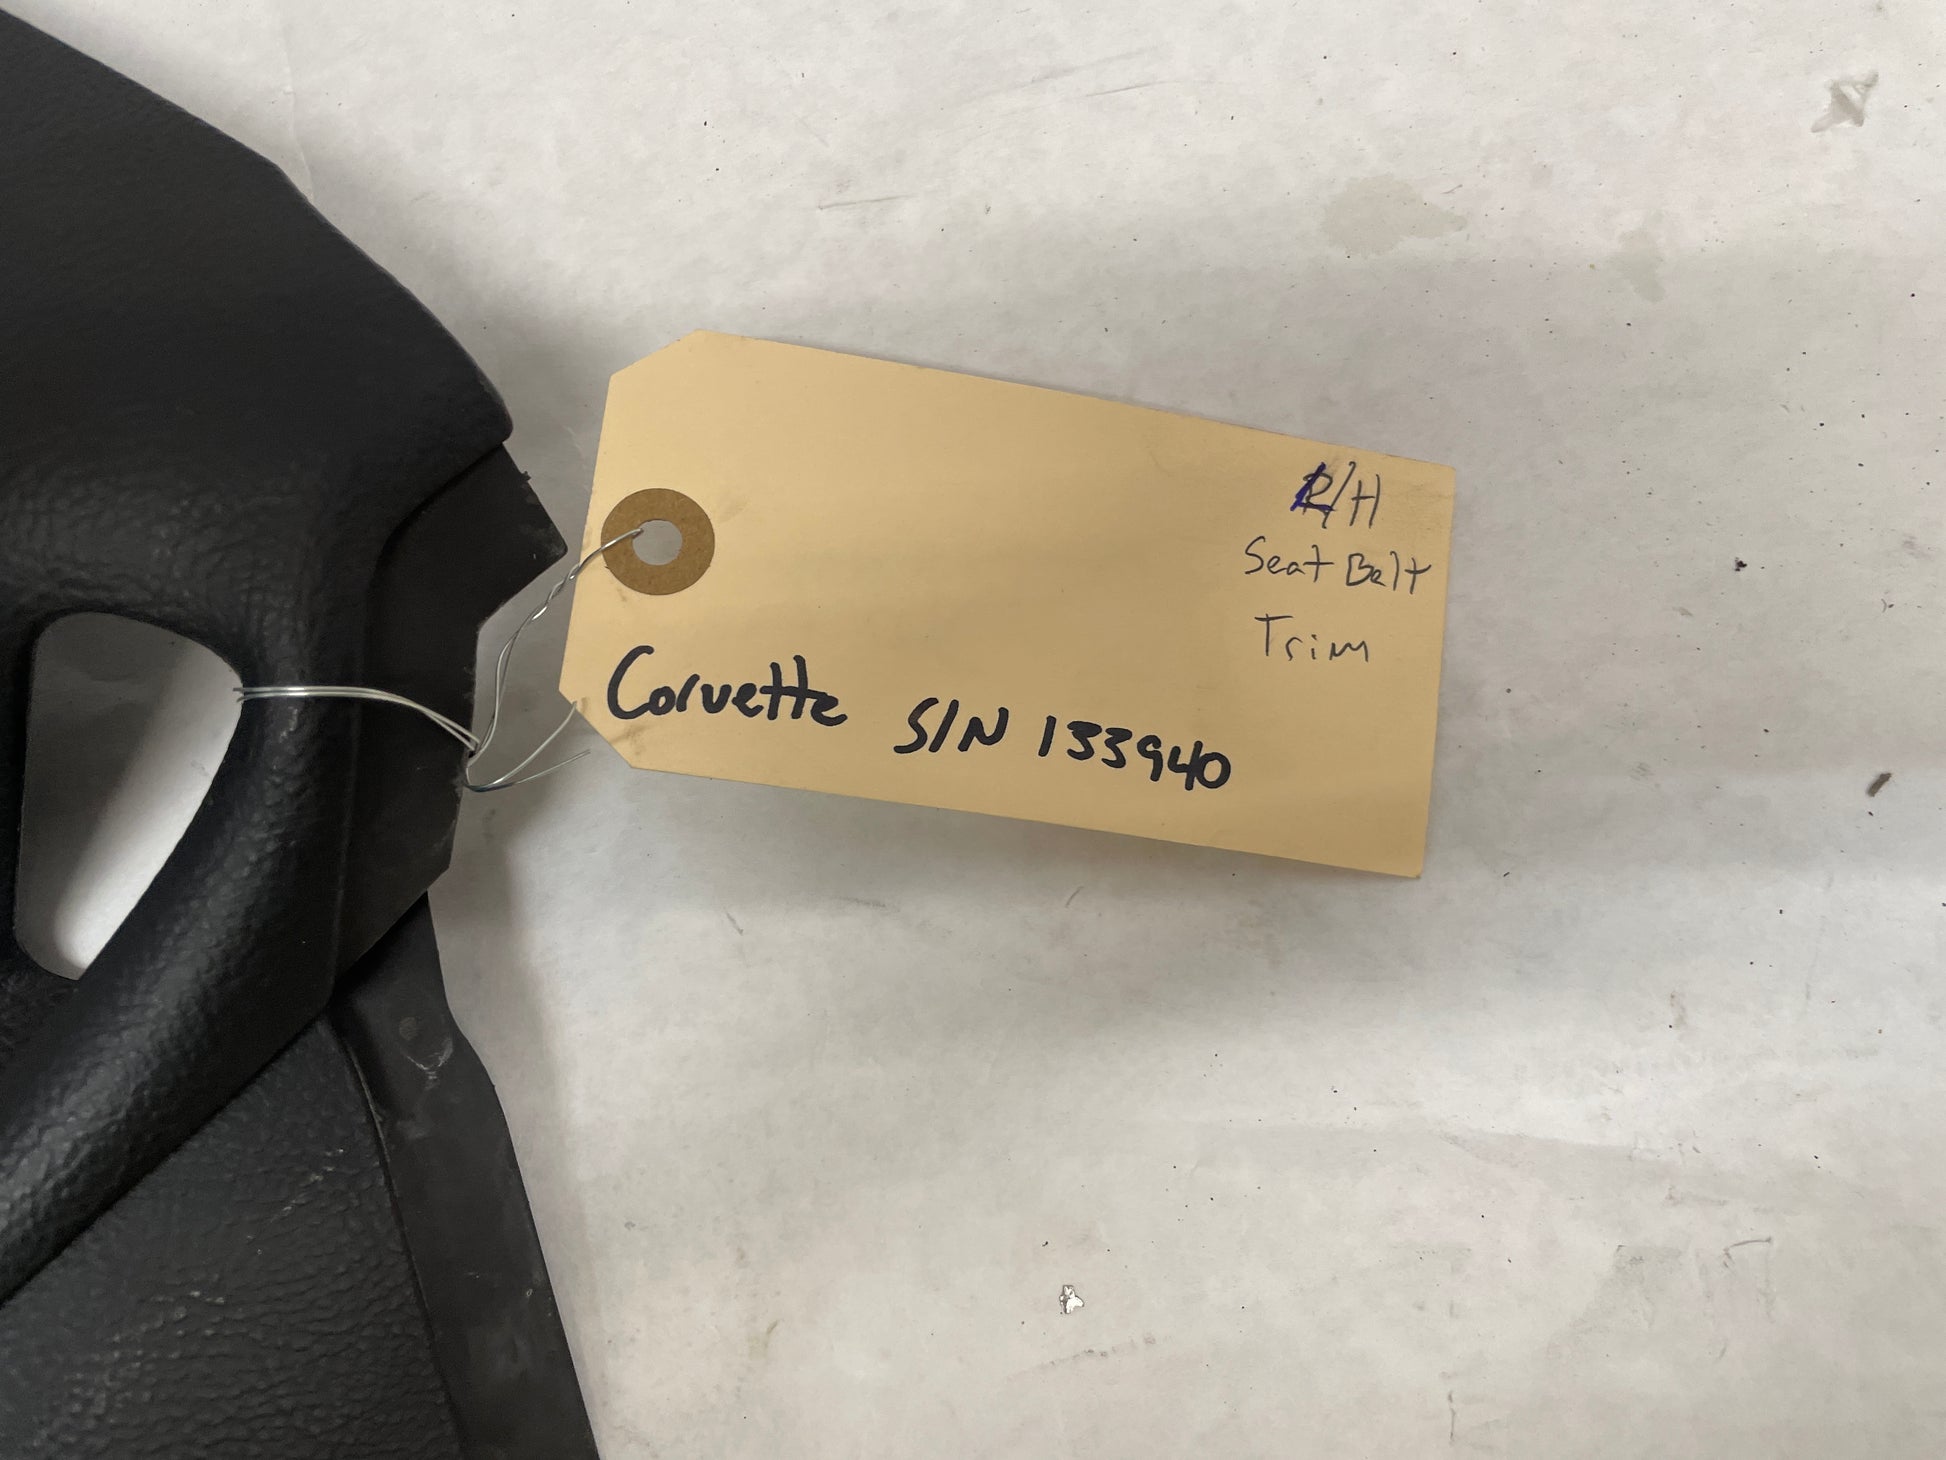 R/H
Seat Belt
Trim
Corvette S/N 133940